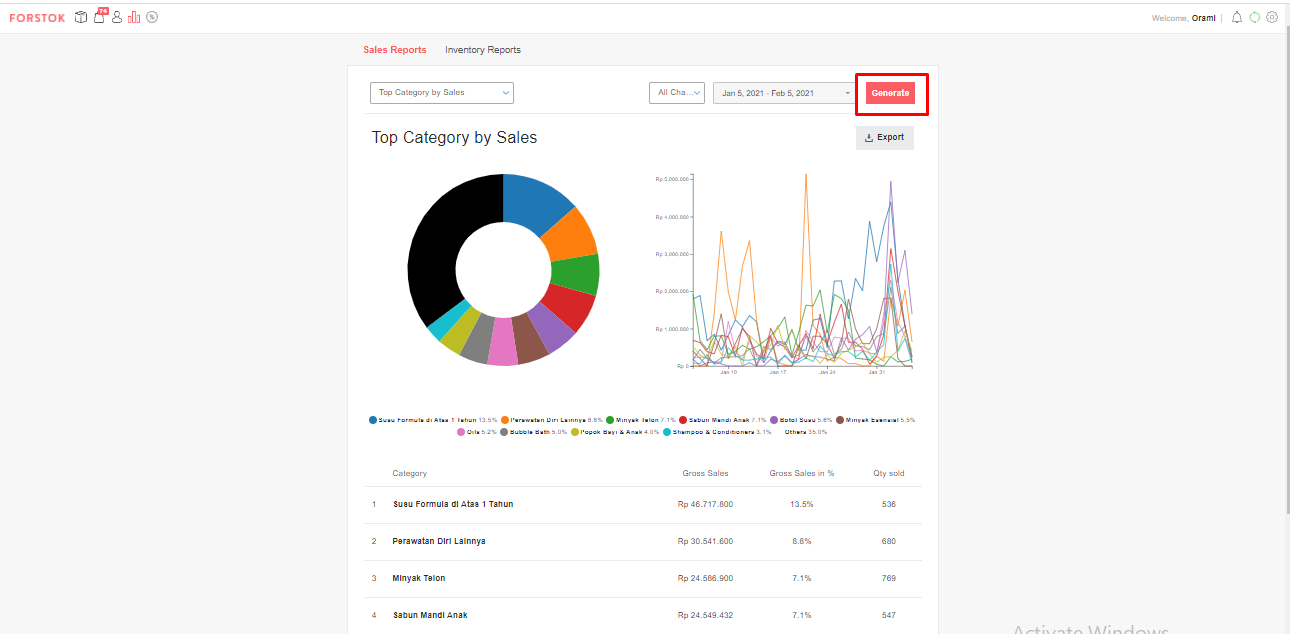 FORSTOK 74 Welcome, Orami |
Sales Reports Inventory Reports
Top Category by Sales All Cha... Jan 5, 2021 - Feb 5, 2021 Generate
Top Category by Sales Export
Rp 5,000,000
Rp 4,000,000
Rp 3,000,000
Rp 2,000,000
Rp 1,000,000
Rp 0
Jan 10 Jan 17 Jan 24 Jan 31
Susu Formula di Atas 1 Tahun 13.5% Perawatan Diri Lainnya 8.8% Minyak Telon 7.1% Sabun Mandi Anak 7.1% Botol Susu 5.6% Minyak Esensial 5.5%
Oils 5.2% Bubble Bath 5.0% Popok Bayi & Anak 4.0% Shampoo & Conditioners 3.1% Others 35.0%
Category Gross Sales Gross Sales in % Qty sold
1 Susu Formula di Atas 1 Tahun Rp 46.717.800 13.5% 536
2 Perawatan Diri Lainnya Rp 30.541.600 8.8% 680
3 Minyak Telon Rp 24.586.900 7.1% 769
4 Sabun Mandi Anak Rp 24.549.432 7.1% 547
Activate Windows